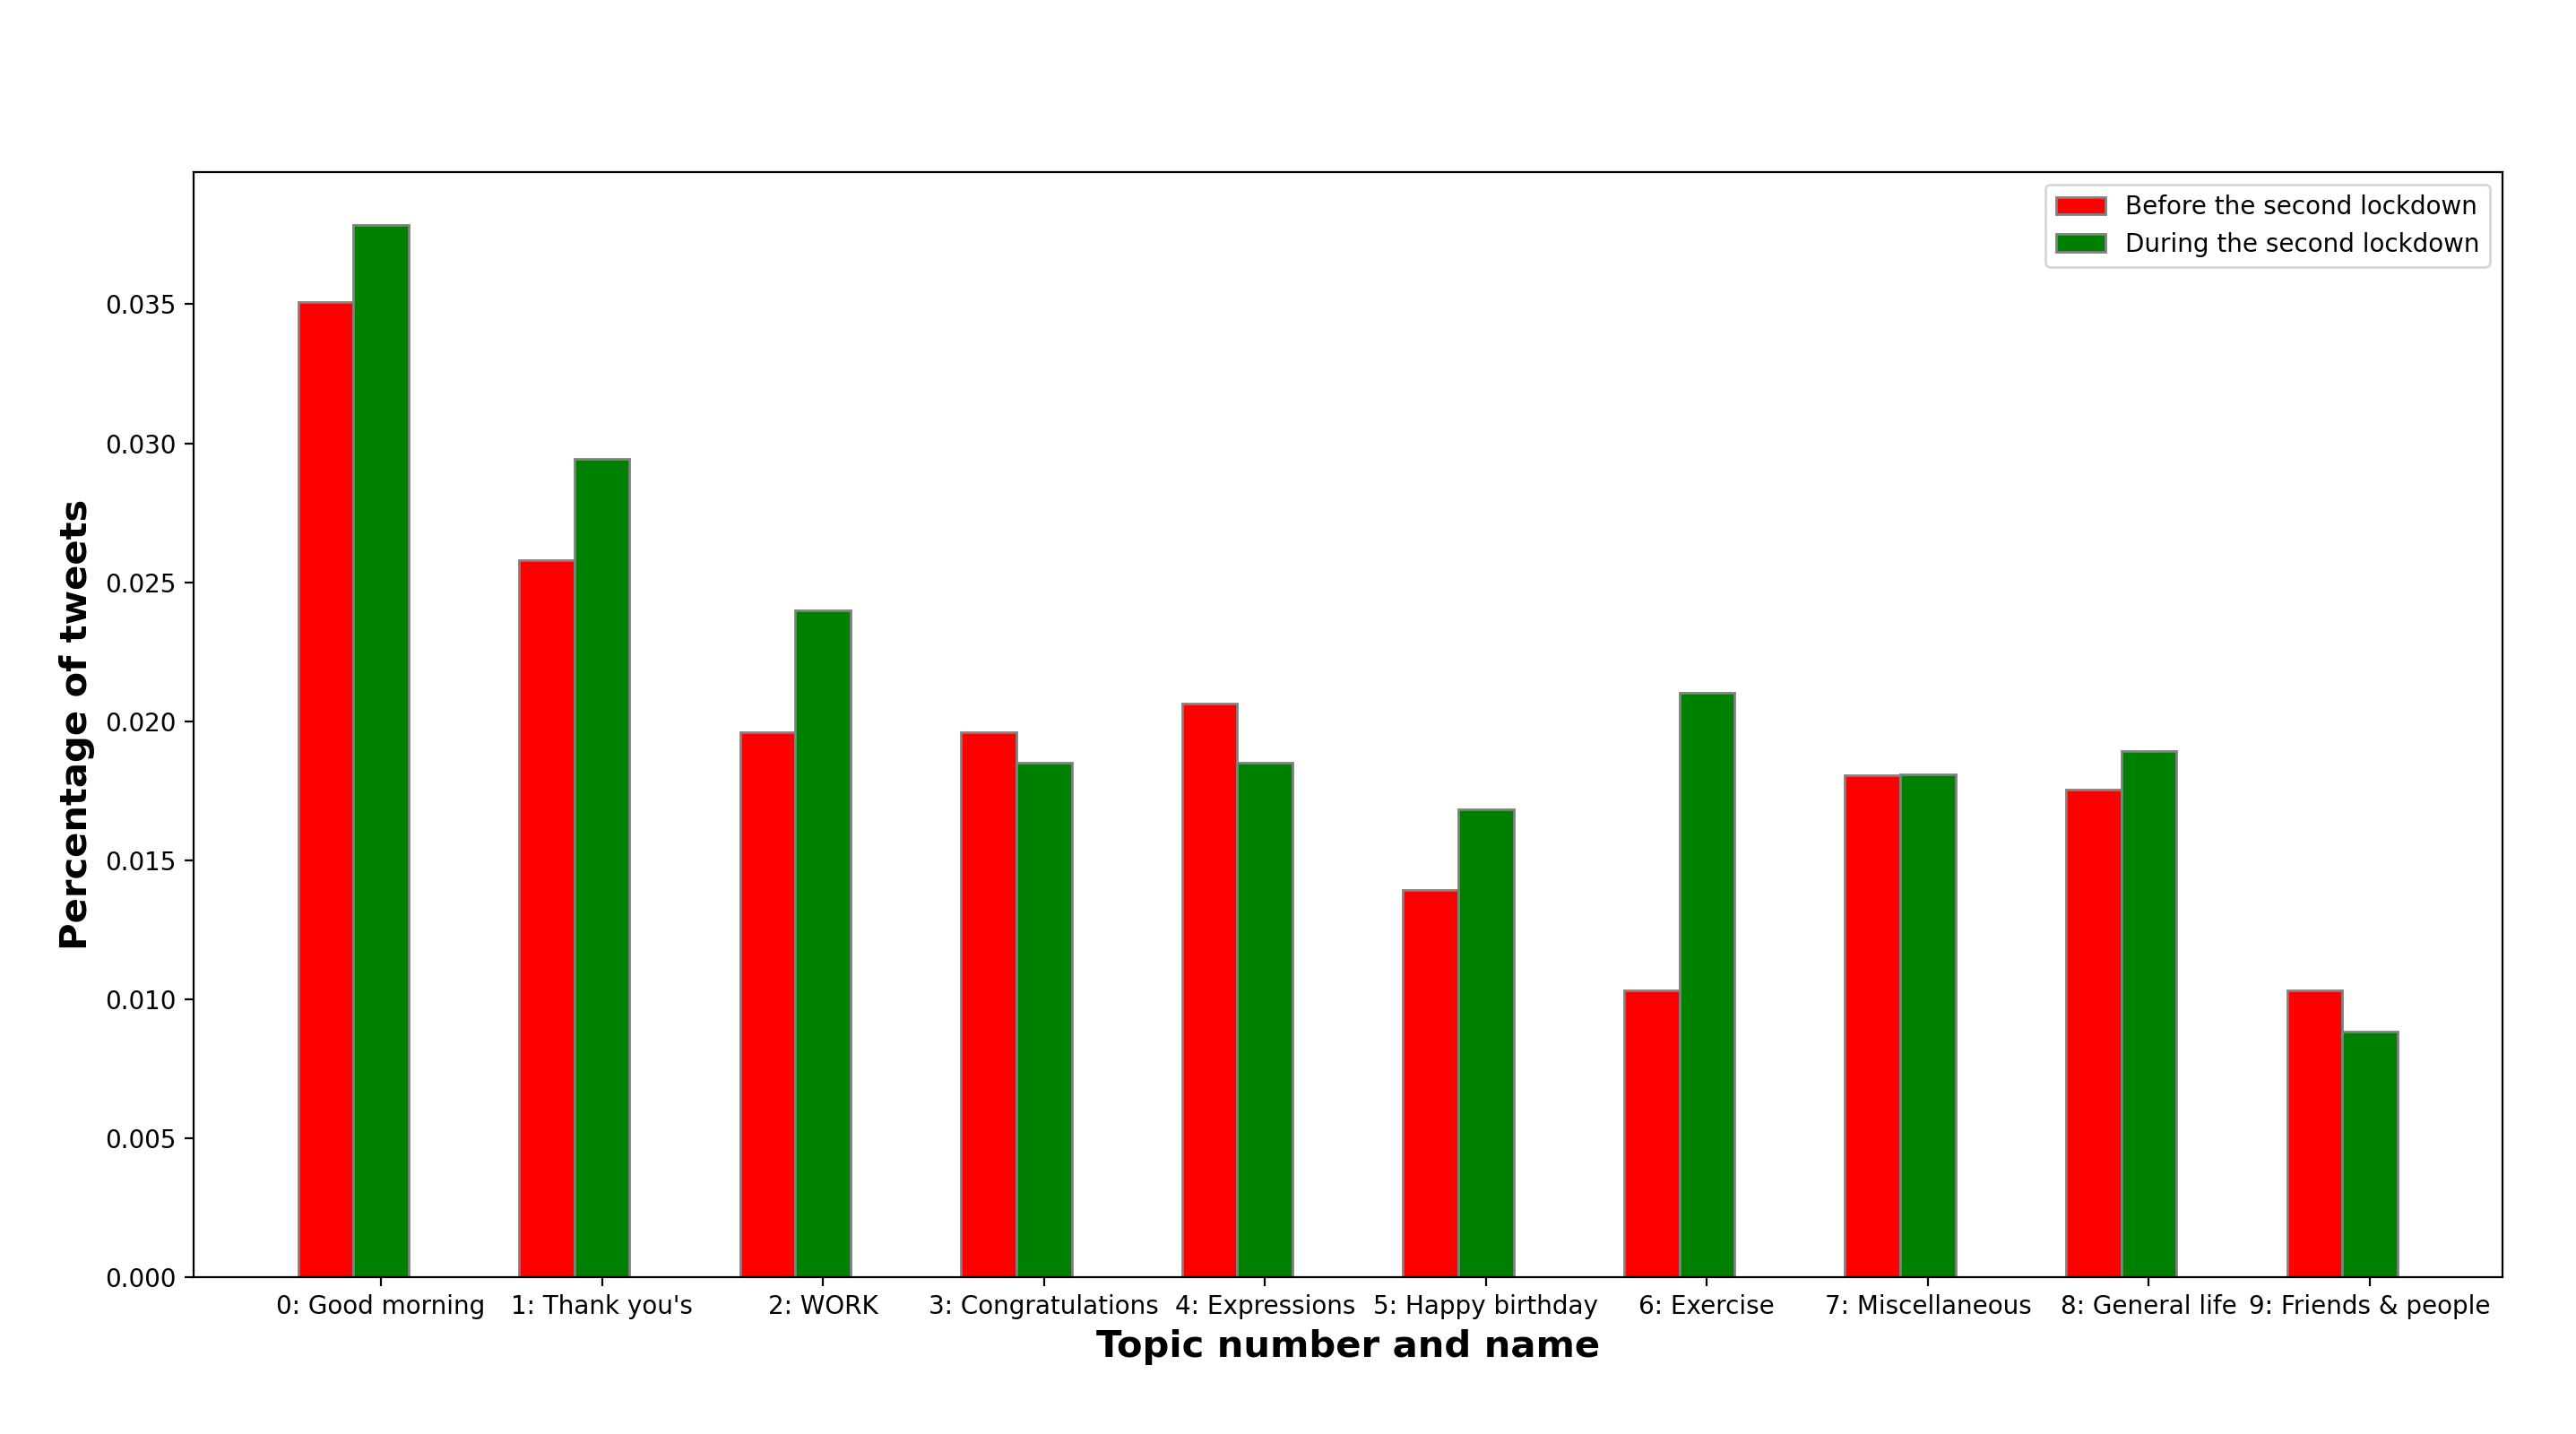 Before the second lockdown
During the second lockdown
Percentage of tweets
0.035
0.030
0.025
0.020
0.015
0.010
0.005
0.000
0: Good morning 1: Thank you's 2: WORK 3: Congratulations 4: Expressions 5: Happy birthday 6: Exercise 7: Miscellaneous 8: General life 9: Friends & people
Topic number and name